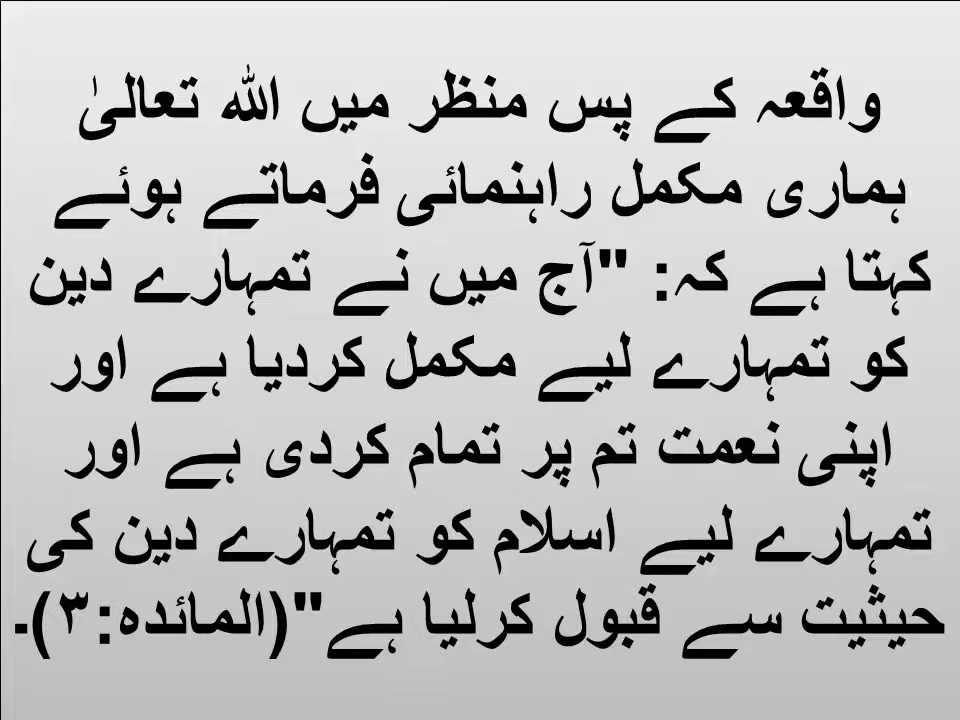 واقعہ کے پس منظر میں اللہ تعالیٰ
ہماری مکمل راہنمائی فرماتے ہوئے
کہتا ہے کہ: "آج میں نے تمہارے دین
کو تمہارے لیے مکمل کردیا ہے اور
اپنی نعمت تم پر تمام کردی ہے اور
تمہارے لیے اسلام کو تمہارے دین کی
حیثیت سے قبول کرلیا ہے"(المائدہ:۳).